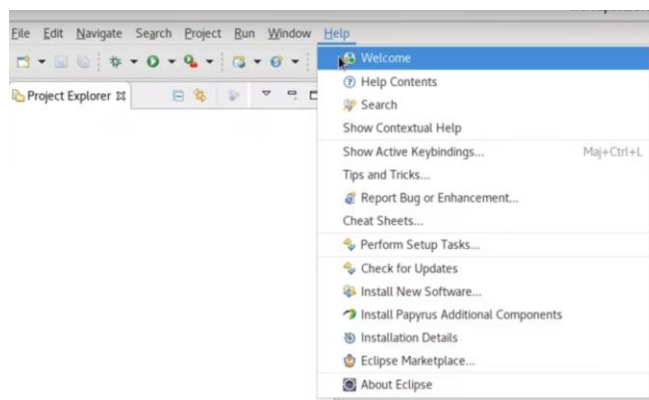 File Edit Navigate Search Project Run Window Help
Project Explorer
Welcome
Help Contents
Search
Show Contextual Help
Show Active Keybindings... Maj+Ctrl+L
Tips and Tricks...
Report Bug or Enhancement...
Cheat Sheets...
Perform Setup Tasks...
Check for Updates
Install New Software...
Install Papyrus Additional Components
Installation Details
Eclipse Marketplace...
About Eclipse